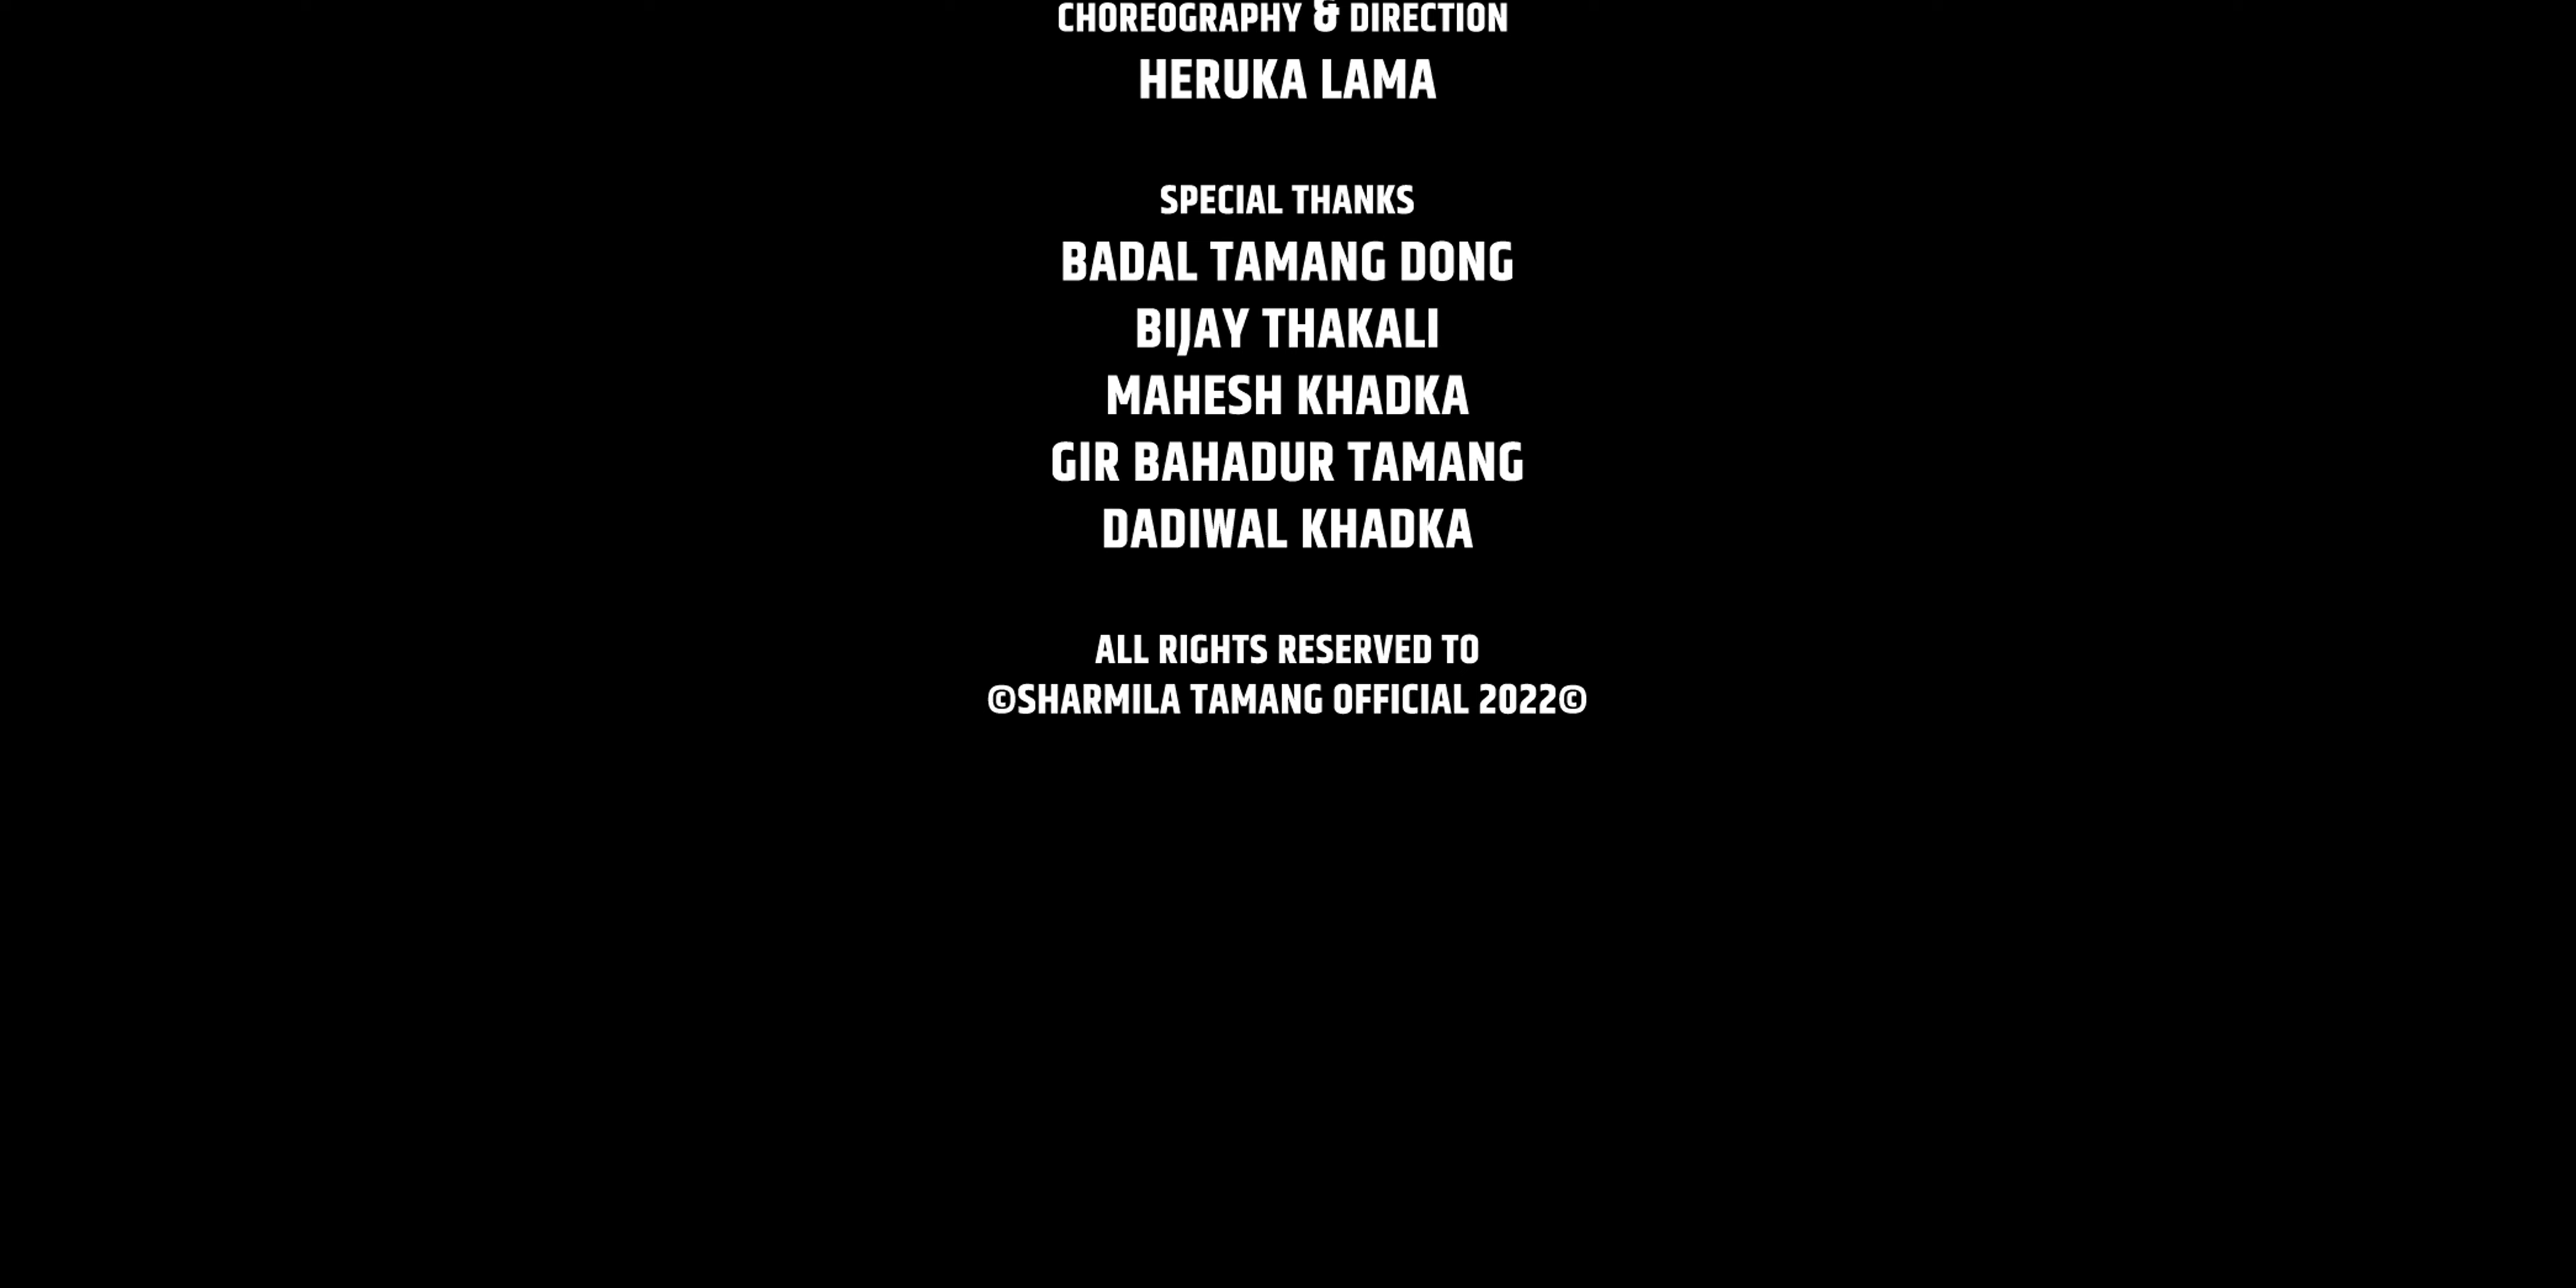 CHOREOGRAPHY & DIRECTION
HERUKA LAMA
SPECIAL THANKS
BADAL TAMANG DONG
BIJAY THAKALI
MAHESH KHADKA
GIR BAHADUR TAMANG
DADIWAL KHADKA
ALL RIGHTS RESERVED TO
©SHARMILA TAMANG OFFICIAL 2022©